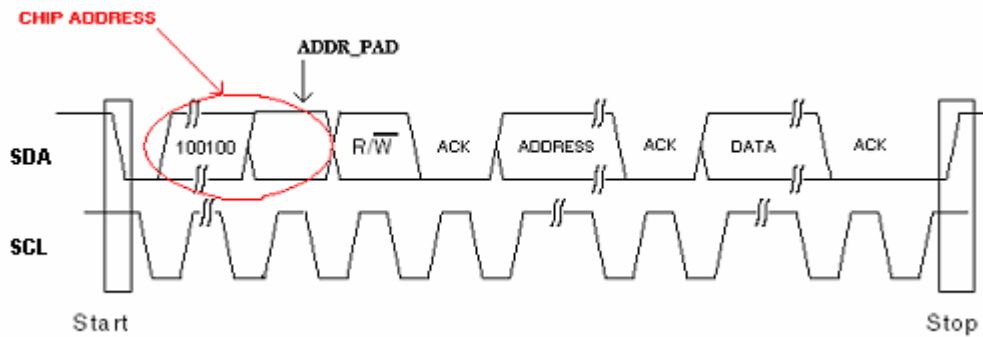 CHIP ADDRESS
ADDR_PAD
SDA
100100
R/W
ACK
ADDRESS
ACK
DATA
ACK
SCL
Start
Stop